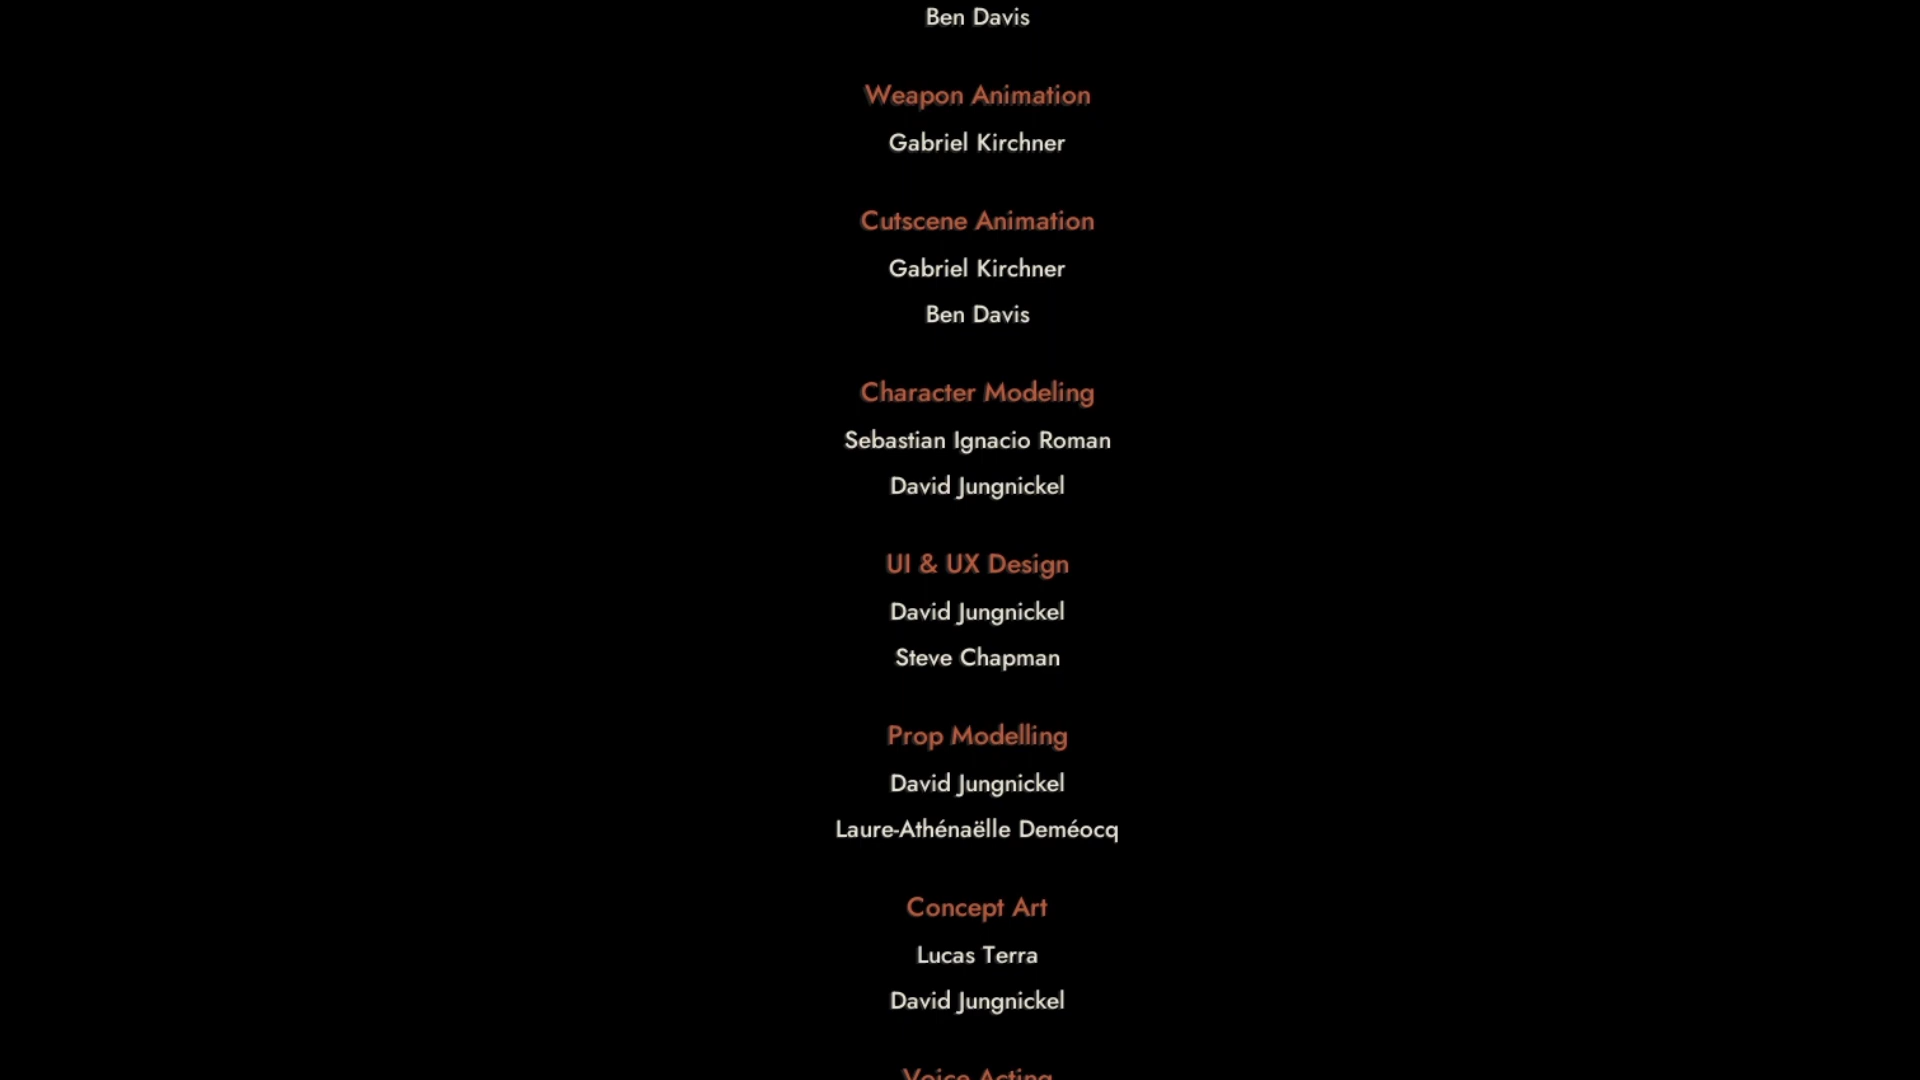 Ben Davis
Weapon Animation
Gabriel Kirchner
Cutscene Animation
Gabriel Kirchner
Ben Davis
Character Modeling
Sebastian Ignacio Roman
David Jungnickel
UI & UX Design
David Jungnickel
Steve Chapman
Prop Modelling
David Jungnickel
Laure-Athénaëlle Deméocq
Concept Art
Lucas Terra
David Jungnickel
Voice Acting